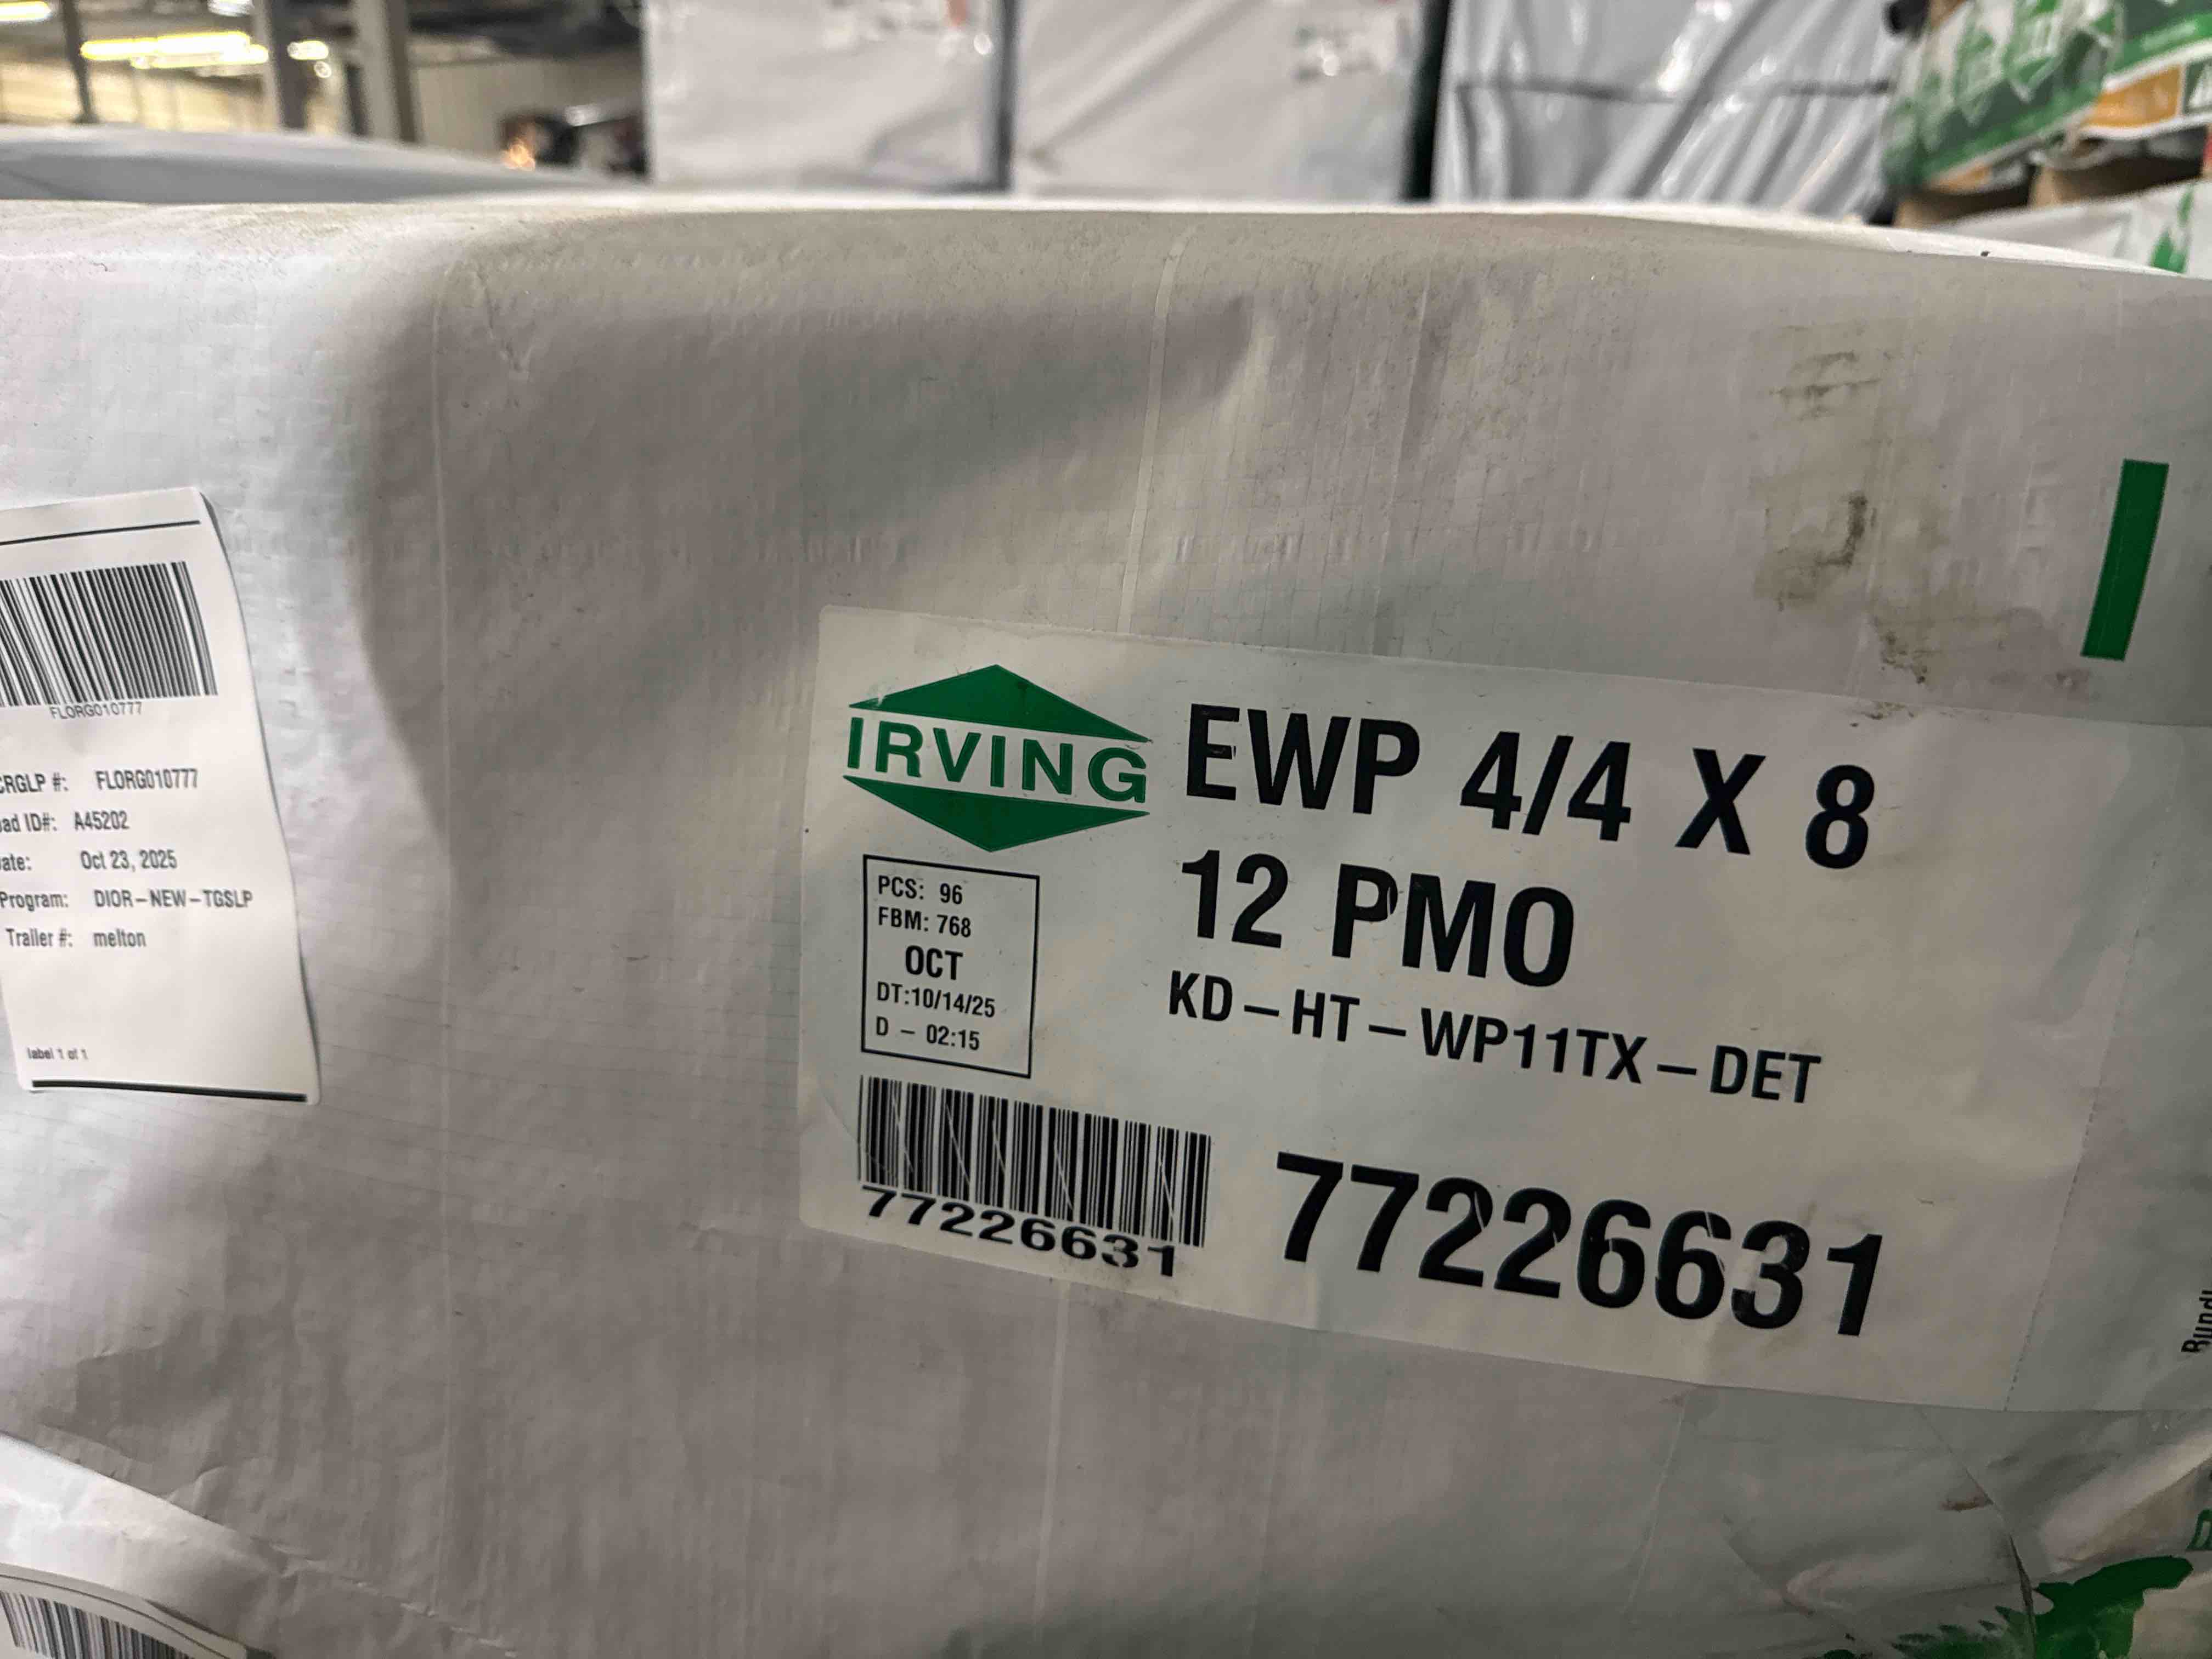 FLORG010777
CRGLP #: FLORG010777
ad ID#: A45202
ate: Oct 23, 2025
Program: DIOR-NEW-TGSLP
Trailer #: melton
label 1 of 1
IRVING
EWP 4/4 X 8
12 PMO
KD-HT-WP11TX-DET
PCS: 96
FBM: 768
OCT
DT:10/14/25
D - 02:15
77226631
77226631